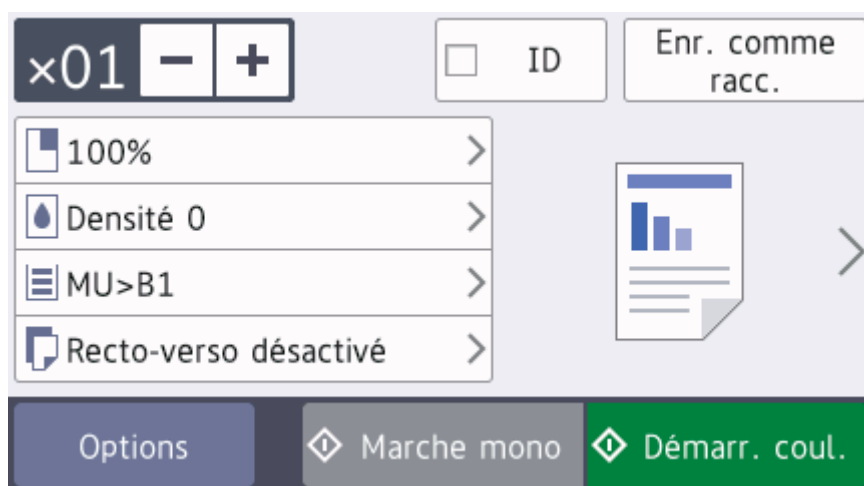 ×01 − +
ID
Enr. comme
racc.
100%
Densité 0
MU>B1
Recto-verso désactivé
Options
Marche mono
Démarr. coul.